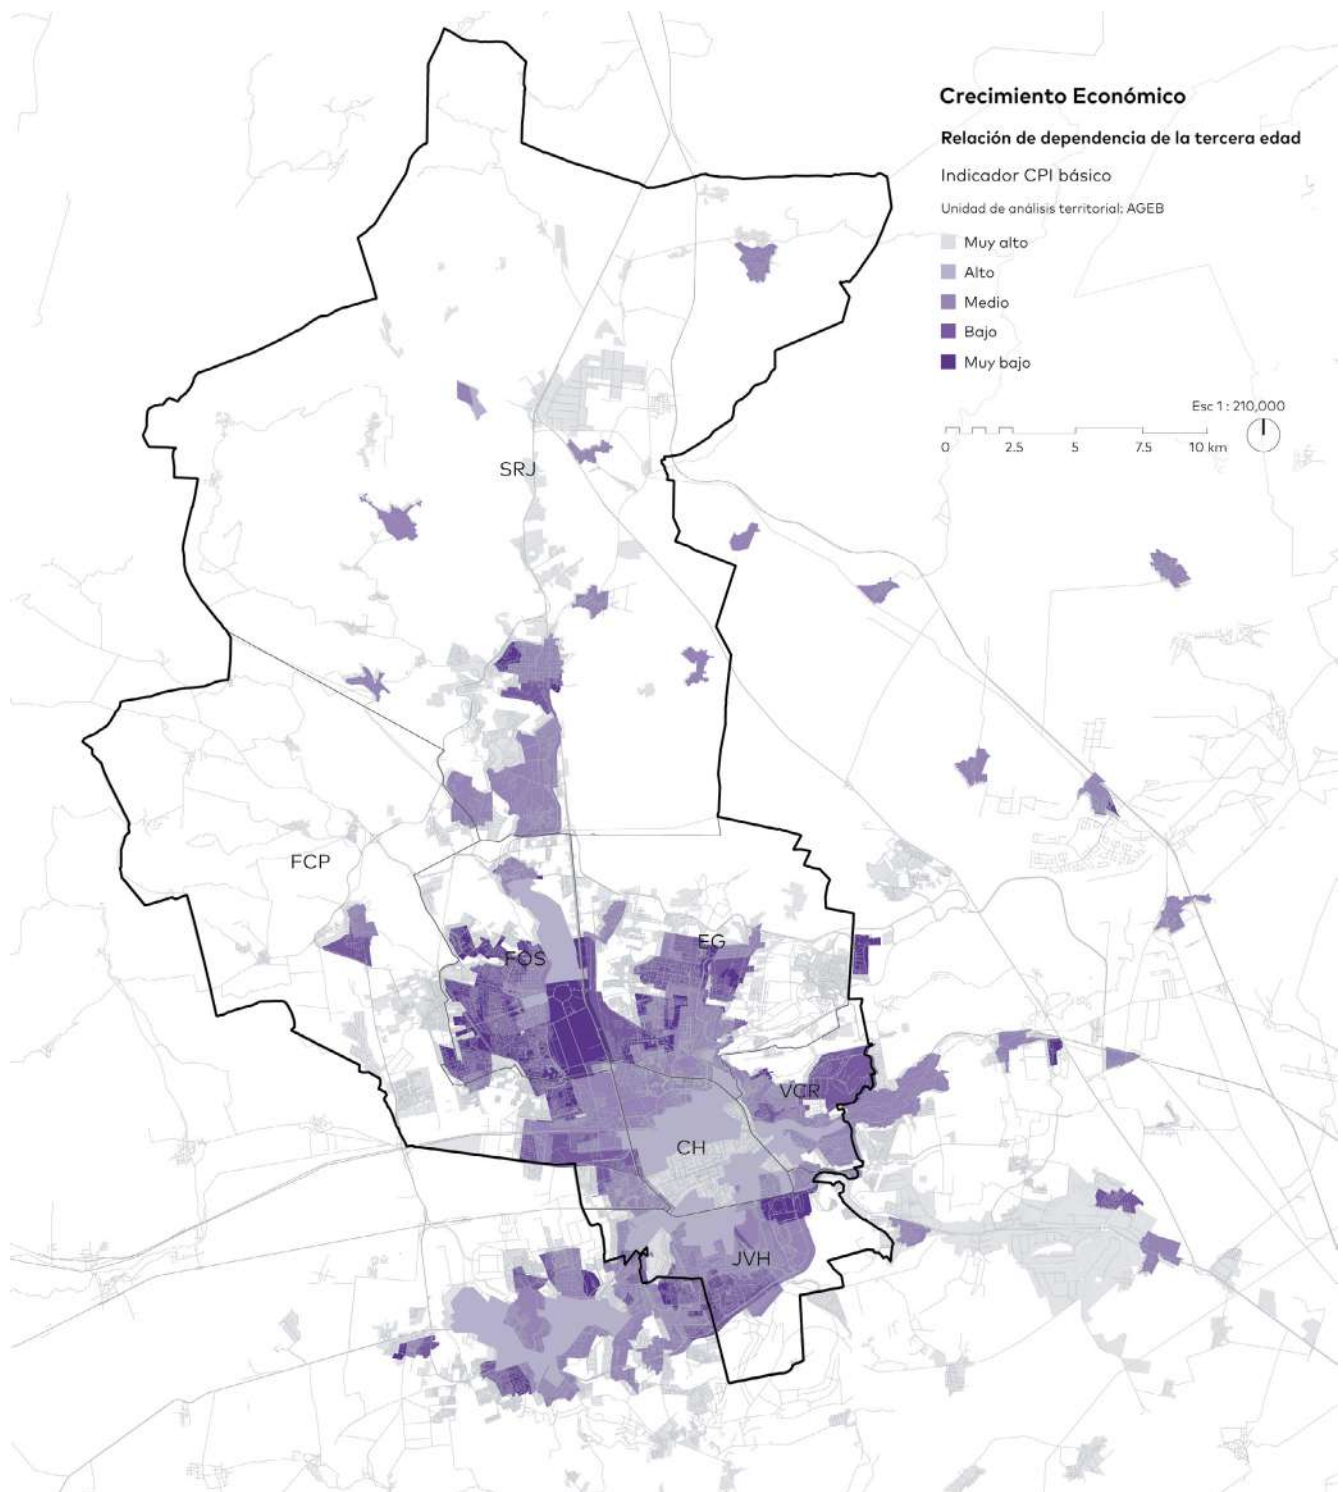 Crecimiento Económico
Relación de dependencia de la tercera edad
Indicador CPI básico
Unidad de análisis territorial: AGEB
Muy alto
Alto
Medio
Bajo
Muy bajo
Esc 1 : 210,000
0 2.5 5 7.5 10 km
SRJ
FCP
EG
FOS
VCR
CH
JVH